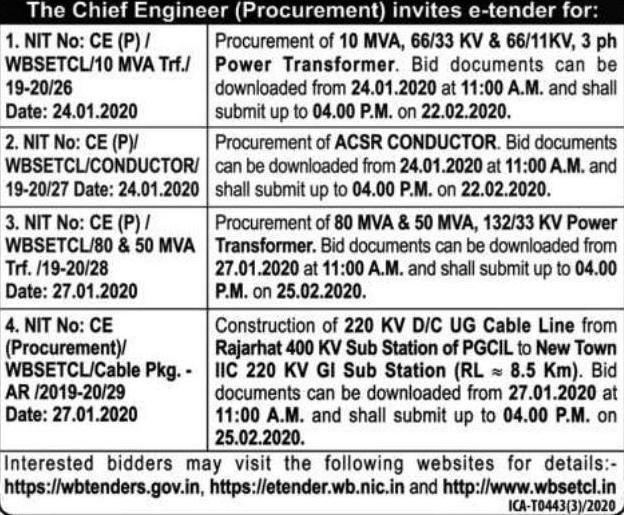 The Chief Engineer (Procurement) invites e-tender for:
1. NIT No: CE (P) /
WBSETCL/10 MVA Trf./
19-20/26
Date: 24.01.2020
Procurement of 10 MVA, 66/33 KV & 66/11KV, 3 ph
Power Transformer. Bid documents can be
downloaded from 24.01.2020 at 11:00 A.M. and shall
submit up to 04.00 P.M. on 22.02.2020.
2. NIT No: CE (P)/
WBSETCL/CONDUCTOR/
19-20/27 Date: 24.01.2020
Procurement of ACSR CONDUCTOR. Bid documents
can be downloaded from 24.01.2020 at 11:00 A.M. and
shall submit up to 04.00 P.M. on 22.02.2020.
3. NIT No: CE (P) /
WBSETCL/80 & 50 MVA
Trf. /19-20/28
Date: 27.01.2020
Procurement of 80 MVA & 50 MVA, 132/33 KV Power
Transformer. Bid documents can be downloaded from
27.01.2020 at 11:00 A.M. and shall submit up to 04.00
P.M. on 25.02.2020.
4. NIT No: CE
(Procurement)/
WBSETCL/Cable Pkg. -
AR /2019-20/29
Date: 27.01.2020
Construction of 220 KV D/C UG Cable Line from
Rajarhat 400 KV Sub Station of PGCIL to New Town
IIC 220 KV GI Sub Station (RL ≈ 8.5 Km). Bid
documents can be downloaded from 27.01.2020 at
11:00 A.M. and shall submit up to 04.00 P.M. on
25.02.2020.
Interested bidders may visit the following websites for details:-
https://wbtenders.gov.in, https://etender.wb.nic.in and http://www.wbsetcl.in
ICA-T0443(3)/2020